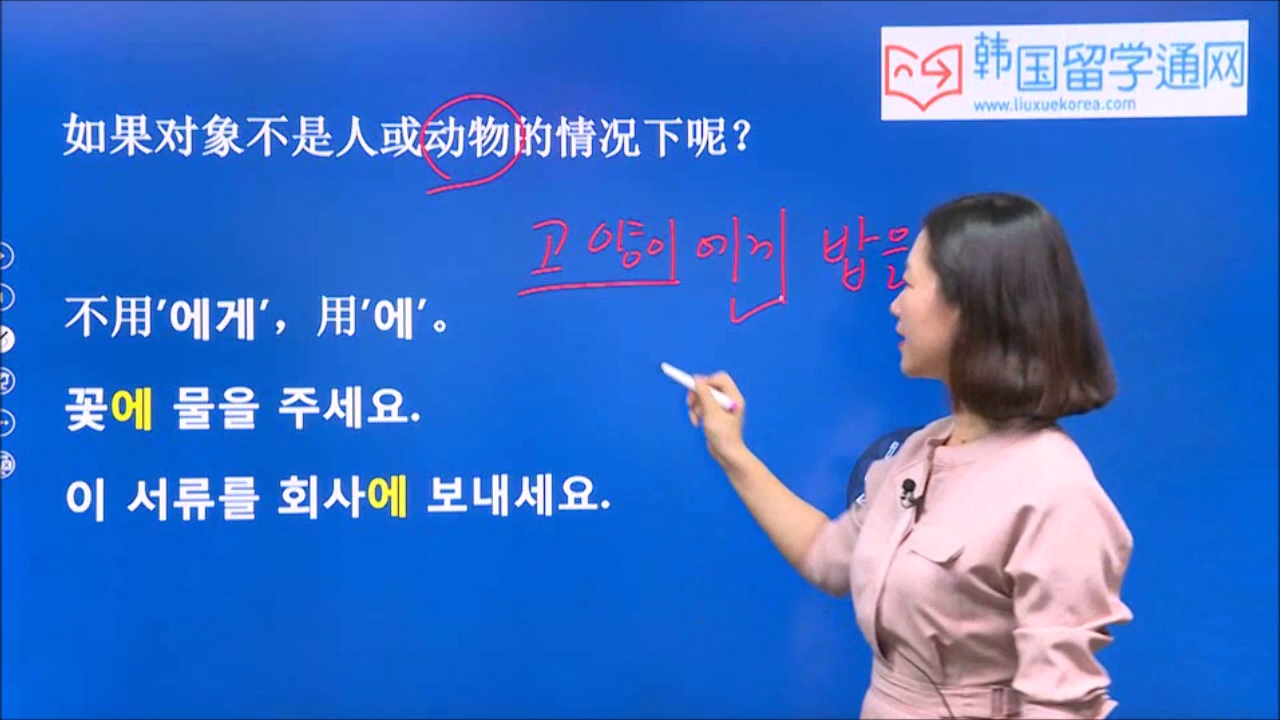 韩国留学通网
www.liuxuekorea.com
如果对象不是人或动物的情况下呢？
고양이에게 밥을
不用'에게'，用'에'。
꽃에 물을 주세요.
이 서류를 회사에 보내세요.